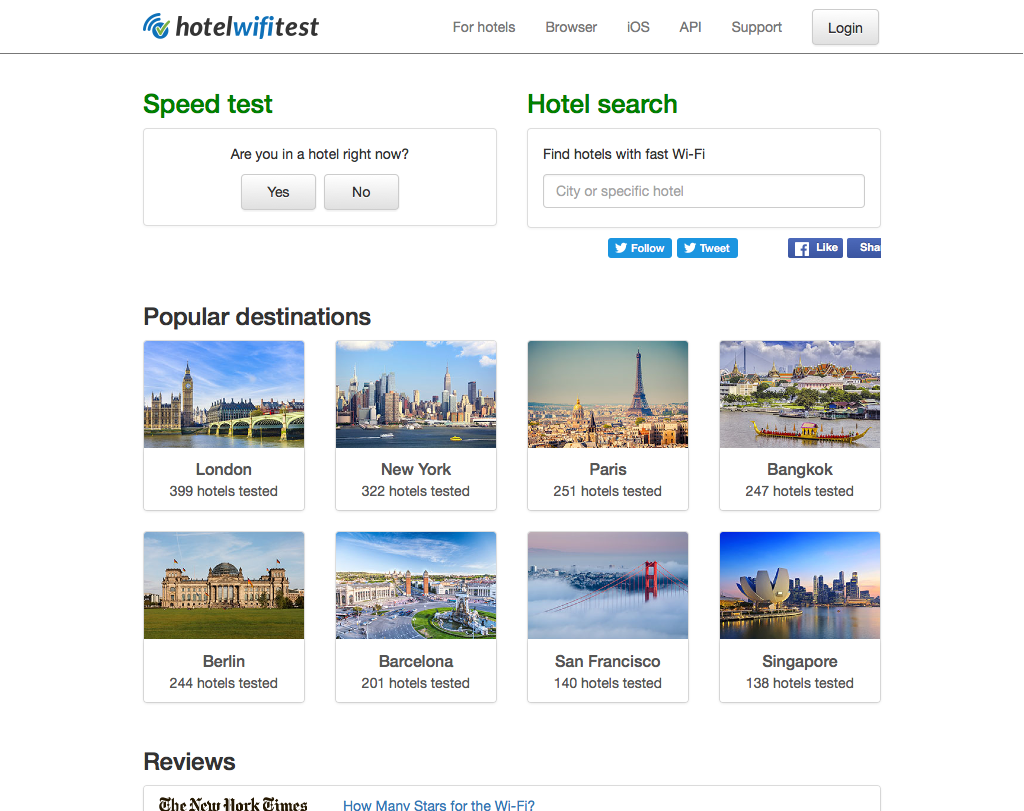 hotelwifitest
For hotels
Browser
iOS
API
Support
Login
Speed test
Are you in a hotel right now?
Yes
No
Hotel search
Find hotels with fast Wi-Fi
City or specific hotel
Follow
Tweet
Like
Sha
Popular destinations
London
399 hotels tested
New York
322 hotels tested
Paris
251 hotels tested
Bangkok
247 hotels tested
Berlin
244 hotels tested
Barcelona
201 hotels tested
San Francisco
140 hotels tested
Singapore
138 hotels tested
Reviews
The New York Times
How Many Stars for the Wi-Fi?